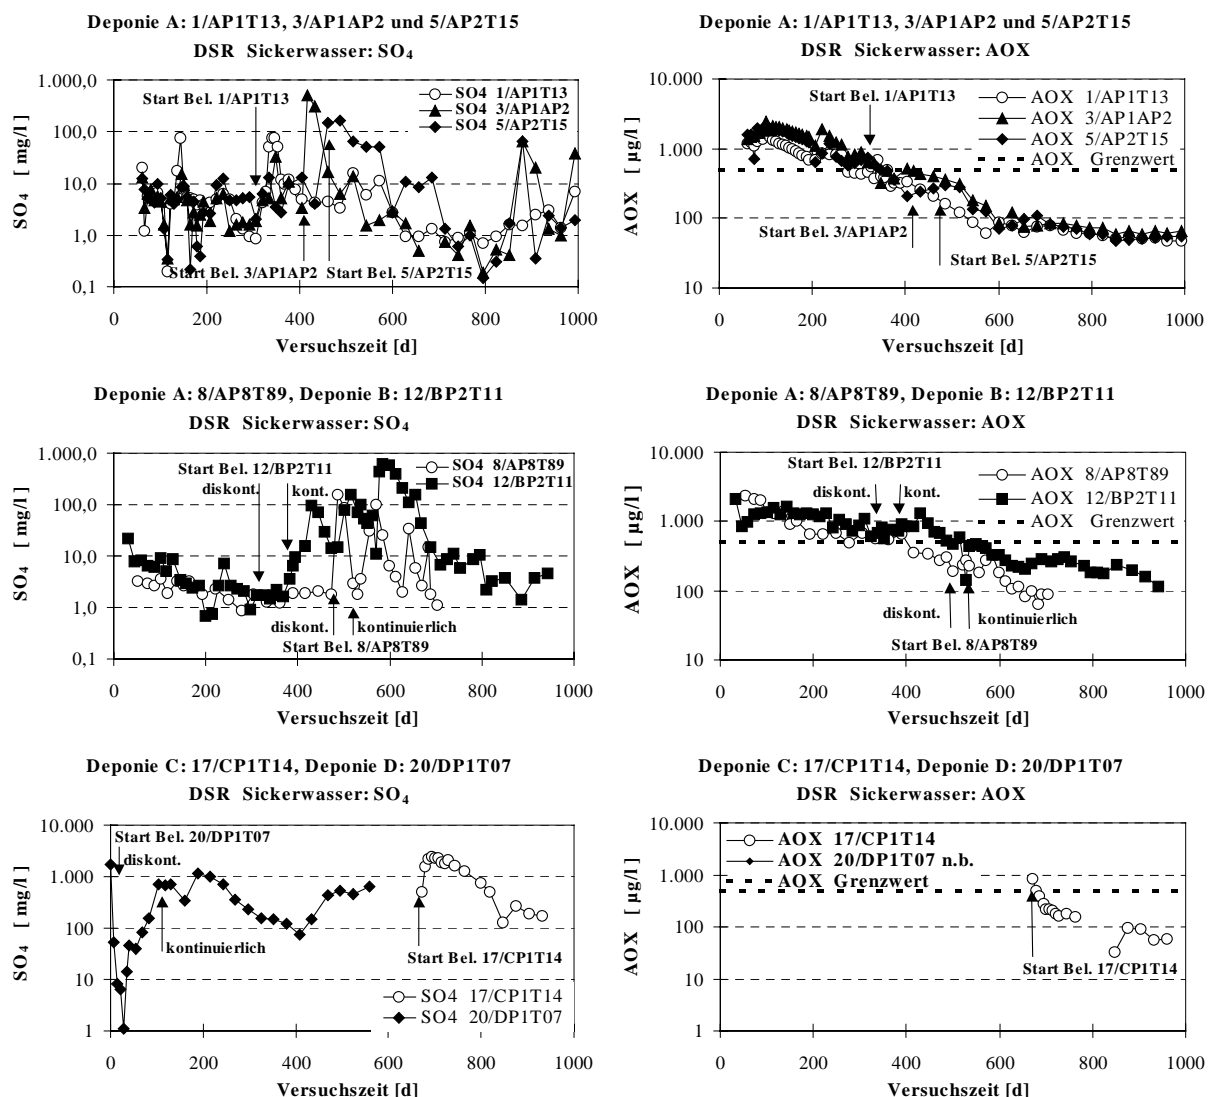 Deponie A: 1/AP1T13, 3/AP1AP2 und 5/AP2T15
DSR Sickerwasser: SO4
1.000,0
100,0
10,0
1,0
0,1
SO4 [mg/l]
Start Bel. 1/AP1T13
SO4 1/AP1T13
SO4 3/AP1AP2
SO4 5/AP2T15
Start Bel. 3/AP1AP2
Start Bel. 5/AP2T15
0 200 400 600 800 1000
Versuchszeit [d]
Deponie A: 1/AP1T13, 3/AP1AP2 und 5/AP2T15
DSR Sickerwasser: AOX
10.000
1.000
100
10
AOX [µg/l]
Start Bel. 1/AP1T13
AOX 1/AP1T13
AOX 3/AP1AP2
AOX 5/AP2T15
AOX Grenzwert
Start Bel. 3/AP1AP2
Start Bel. 5/AP2T15
0 200 400 600 800 1000
Versuchszeit [d]
Deponie A: 8/AP8T89, Deponie B: 12/BP2T11
DSR Sickerwasser: SO4
1.000,0
100,0
10,0
1,0
0,1
SO4 [mg/l]
Start Bel. 12/BP2T11
diskont.
kont.
SO4 8/AP8T89
SO4 12/BP2T11
diskont.
kontinuierlich
Start Bel. 8/AP8T89
0 200 400 600 800 1000
Versuchszeit [d]
Deponie A: 8/AP8T89, Deponie B: 12/BP2T11
DSR Sickerwasser: AOX
10.000
1.000
100
10
AOX [µg/l]
Start Bel. 12/BP2T11
diskont.
kont.
AOX 8/AP8T89
AOX 12/BP2T11
AOX Grenzwert
diskont.
kontinuierlich
Start Bel. 8/AP8T89
0 200 400 600 800 1000
Versuchszeit [d]
Deponie C: 17/CP1T14, Deponie D: 20/DP1T07
DSR Sickerwasser: SO4
10.000
1.000
100
10
1
SO4 [mg/l]
Start Bel. 20/DP1T07
diskont.
kontinuierlich
Start Bel. 17/CP1T14
SO4 17/CP1T14
SO4 20/DP1T07
0 200 400 600 800 1000
Versuchszeit [d]
Deponie C: 17/CP1T14, Deponie D: 20/DP1T07
DSR Sickerwasser: AOX
10.000
1.000
100
10
1
AOX [µg/l]
AOX 17/CP1T14
AOX 20/DP1T07 n.b.
AOX Grenzwert
Start Bel. 17/CP1T14
0 200 400 600 800 1000
Versuchszeit [d]